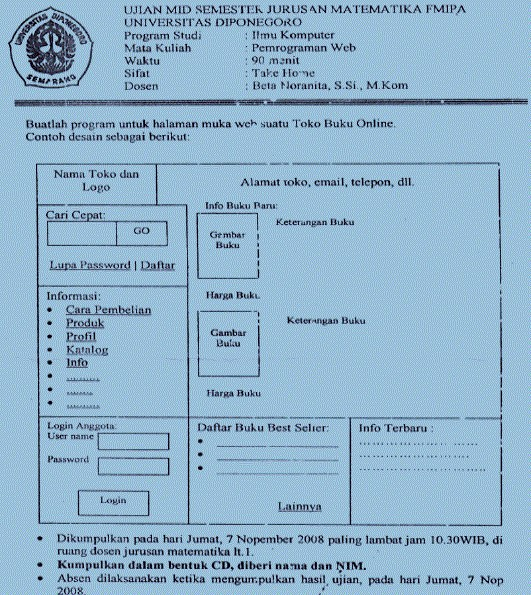 UNIVERSITAS DIPONEGORO
SEMARANG
UJIAN MID SEMESTER JURUSAN MATEMATIKA FMIPA
UNIVERSITAS DIPONEGORO
Program Studi : Ilmu Komputer
Mata Kuliah : Pemrograman Web
Waktu : 90 menit
Sifat : Take Home
Dosen : Beta Noranita, S.Si., M.Kom
Buatlah program untuk halaman muka web suatu Toko Buku Online.
Contoh desain sebagai berikut:
Nama Toko dan
Logo
Alamat toko, email, telepon, dll.
Cari Cepat:
GO
Lupa Password | Daftar
Informasi:
• Cara Pembelian
• Produk
• Profil
• Katalog
• Info
• ..........
• ..........
• ..........
Info Buku Baru:
Gambar
Buku
Keterangan Buku
Harga Buku
Gambar
Buku
Keterangan Buku
Harga Buku
Login Anggota:
User name
Password
Login
Daftar Buku Best Seller:
• ____________________
• ____________________
• ____________________
Lainnya
Info Terbaru :
..............................
..............................
..............................
• Dikumpulkan pada hari Jumat, 7 Nopember 2008 paling lambat jam 10.30WIB, di
ruang dosen jurusan matematika lt.1.
• Kumpulkan dalam bentuk CD, diberi nama dan NIM.
• Absen dilaksanakan ketika mengumpulkan hasil ujian, pada hari Jumat, 7 Nop
2008.